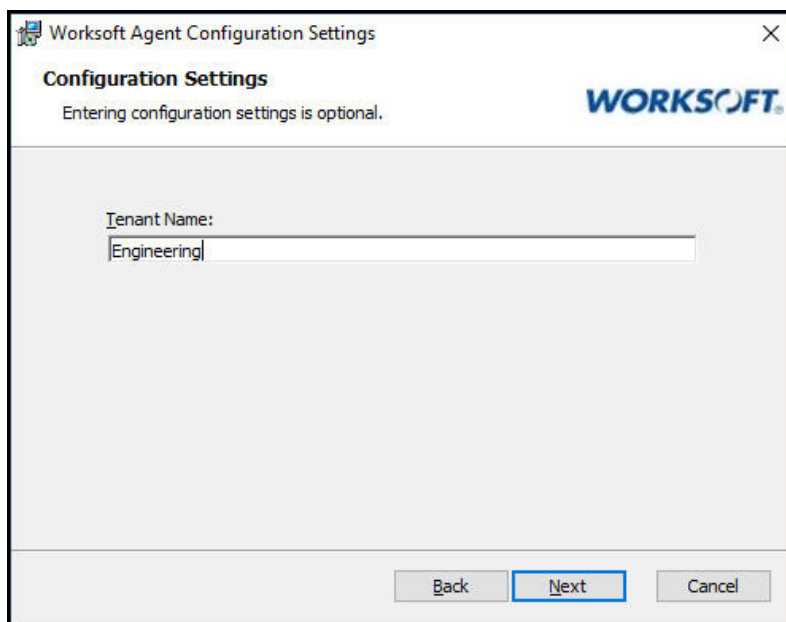 Worksoft Agent Configuration Settings
Configuration Settings
Entering configuration settings is optional.
WORKSOFT®
Tenant Name:
Engineering
Back
Next
Cancel